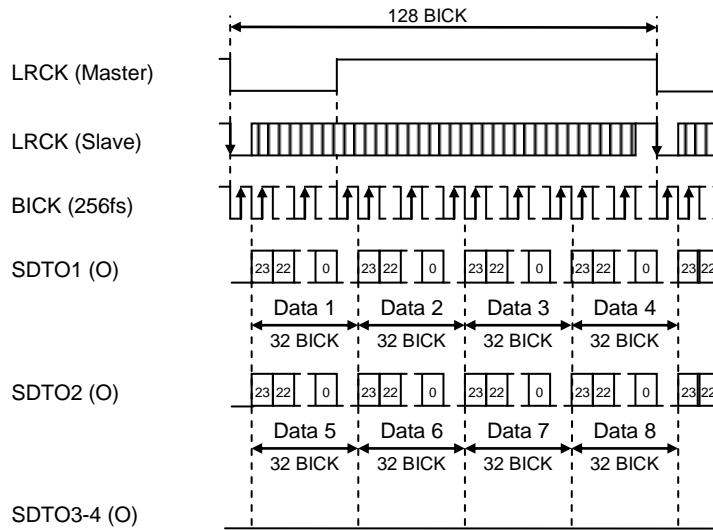 128 BICK
LRCK (Master)
LRCK (Slave)
BICK (256fs)
SDTO1 (O)
23 22 0 23 22 0 23 22 0 23 22 0 23 22
Data 1 Data 2 Data 3 Data 4
32 BICK 32 BICK 32 BICK 32 BICK
SDTO2 (O)
23 22 0 23 22 0 23 22 0 23 22 0 23 22
Data 5 Data 6 Data 7 Data 8
32 BICK 32 BICK 32 BICK 32 BICK
SDTO3-4 (O)